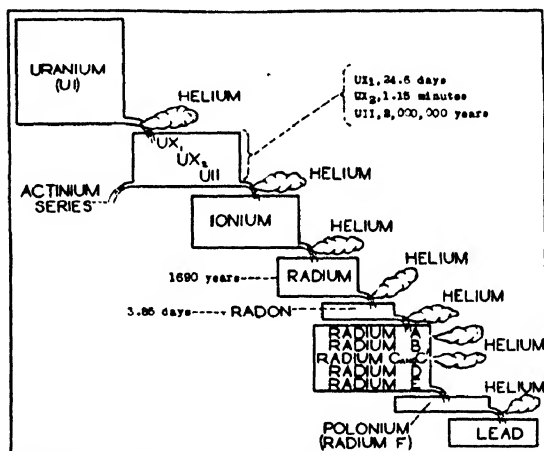 URANIUM
(UI)
HELIUM
UX₁, 24.6 days
UX₂, 1.15 minutes
UII, 2,000,000 years
UX₁
UX₂
UII
HELIUM
ACTINIUM
SERIES
IONIUM
HELIUM
1690 years
RADIUM
HELIUM
3.85 days
RADON
HELIUM
RADIUM A
RADIUM B
RADIUM C AND C'
RADIUM D
RADIUM E
HELIUM
HELIUM
POLONIUM
(RADIUM F)
LEAD